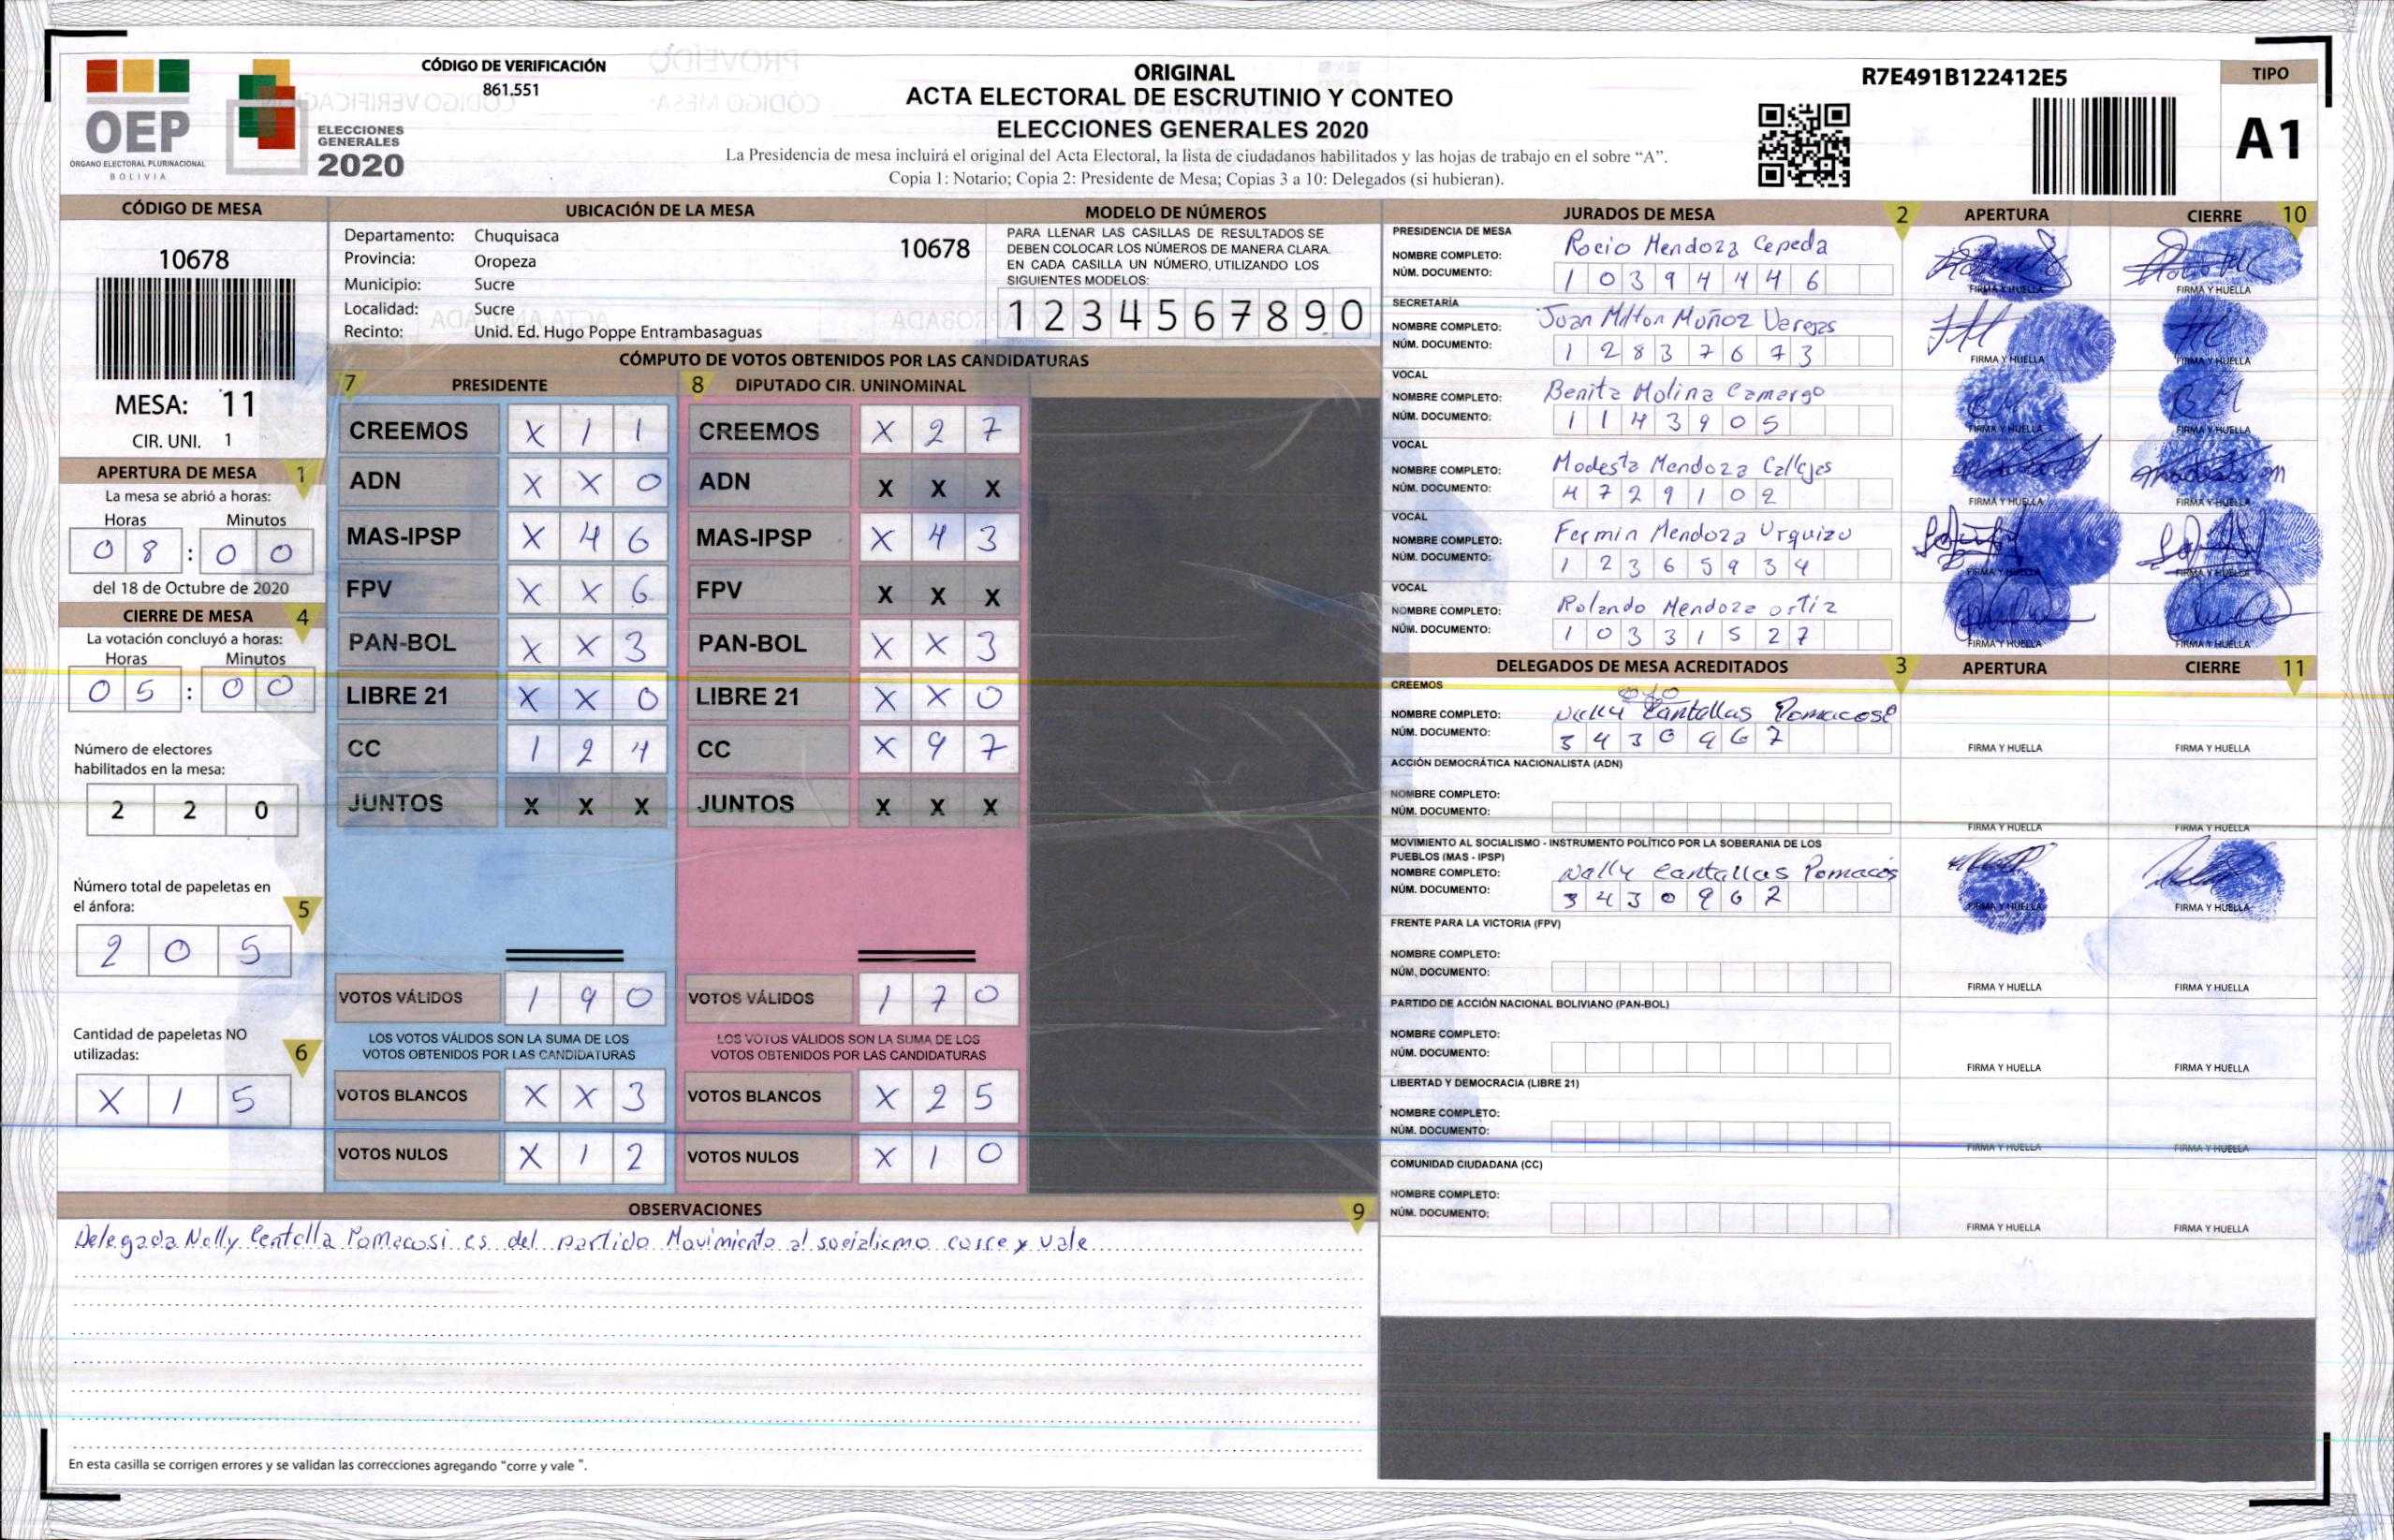 CÓDIGO DE VERIFICACIÓN
861.551
OEP
ÓRGANO ELECTORAL PLURINACIONAL
BOLIVIA
ELECCIONES
GENERALES
2020
ORIGINAL
ACTA ELECTORAL DE ESCRUTINIO Y CONTEO
ELECCIONES GENERALES 2020
La Presidencia de mesa incluirá el original del Acta Electoral, la lista de ciudadanos habilitados y las hojas de trabajo en el sobre “A”.
Copia 1: Notario; Copia 2: Presidente de Mesa; Copias 3 a 10: Delegados (si hubieran).
R7E491B122412E5
TIPO
A1
CÓDIGO DE MESA
10678
MESA: 11
CIR. UNI. 1
APERTURA DE MESA 1
La mesa se abrió a horas:
Horas Minutos
0 8 : 0 0
del 18 de Octubre de 2020
CIERRE DE MESA 4
La votación concluyó a horas:
Horas Minutos
0 5 : 0 0
Número de electores
habilitados en la mesa:
2 2 0
Número total de papeletas en
el ánfora: 5
2 0 5
Cantidad de papeletas NO
utilizadas: 6
X 1 5
UBICACIÓN DE LA MESA
Departamento: Chuquisaca 10678
Provincia: Oropeza
Municipio: Sucre
Localidad: Sucre
Recinto: Unid. Ed. Hugo Poppe Entrambasaguas
MODELO DE NÚMEROS
PARA LLENAR LAS CASILLAS DE RESULTADOS SE
DEBEN COLOCAR LOS NÚMEROS DE MANERA CLARA.
EN CADA CASILLA UN NÚMERO, UTILIZANDO LOS
SIGUIENTES MODELOS:
1 2 3 4 5 6 7 8 9 0
CÓMPUTO DE VOTOS OBTENIDOS POR LAS CANDIDATURAS
7 PRESIDENTE 8 DIPUTADO CIR. UNINOMINAL
CREEMOS X 1 1 CREEMOS X 2 7
ADN X X 0 ADN X X X
MAS-IPSP X 4 6 MAS-IPSP X 4 3
FPV X X 6 FPV X X X
PAN-BOL X X 3 PAN-BOL X X 3
LIBRE 21 X X 0 LIBRE 21 X X 0
CC 1 2 4 CC X 9 7
JUNTOS X X X JUNTOS X X X
VOTOS VÁLIDOS 1 9 0 VOTOS VÁLIDOS 1 7 0
LOS VOTOS VÁLIDOS SON LA SUMA DE LOS LOS VOTOS VÁLIDOS SON LA SUMA DE LOS
VOTOS OBTENIDOS POR LAS CANDIDATURAS VOTOS OBTENIDOS POR LAS CANDIDATURAS
VOTOS BLANCOS X X 3 VOTOS BLANCOS X 2 5
VOTOS NULOS X 1 2 VOTOS NULOS X 1 0
OBSERVACIONES 9
Delegada Nelly Centella Pomacosi es del partido Movimiento al socialismo corre y vale
En esta casilla se corrigen errores y se validan las correcciones agregando "corre y vale ".
JURADOS DE MESA 2 APERTURA CIERRE 10
PRESIDENCIA DE MESA
NOMBRE COMPLETO: Rocio Mendoza Cepeda
NÚM. DOCUMENTO: 1 0 3 9 4 4 4 6
FIRMA Y HUELLA FIRMA Y HUELLA
SECRETARÍA
NOMBRE COMPLETO: Juan Milton Muñoz Veregas
NÚM. DOCUMENTO: 1 2 8 3 7 6 7 3
FIRMA Y HUELLA FIRMA Y HUELLA
VOCAL
NOMBRE COMPLETO: Benita Molina Camargo
NÚM. DOCUMENTO: 1 1 4 3 9 0 5
FIRMA Y HUELLA FIRMA Y HUELLA
VOCAL
NOMBRE COMPLETO: Modesta Mendoza Callejas
NÚM. DOCUMENTO: 4 7 2 9 1 0 2
FIRMA Y HUELLA FIRMA Y HUELLA
VOCAL
NOMBRE COMPLETO: Fermin Mendoza Urquizu
NÚM. DOCUMENTO: 1 2 3 6 5 9 3 4
FIRMA Y HUELLA FIRMA Y HUELLA
VOCAL
NOMBRE COMPLETO: Rolando Mendoza Ortiz
NÚM. DOCUMENTO: 1 0 3 3 1 5 2 7
FIRMA Y HUELLA FIRMA Y HUELLA
DELEGADOS DE MESA ACREDITADOS 3 APERTURA CIERRE 11
CREEMOS
NOMBRE COMPLETO: Nelly Cantellas Pomacosi
NÚM. DOCUMENTO: 3 4 3 0 9 6 7
FIRMA Y HUELLA FIRMA Y HUELLA
ACCIÓN DEMOCRÁTICA NACIONALISTA (ADN)
NOMBRE COMPLETO:
NÚM. DOCUMENTO:
FIRMA Y HUELLA FIRMA Y HUELLA
MOVIMIENTO AL SOCIALISMO - INSTRUMENTO POLÍTICO POR LA SOBERANIA DE LOS
PUEBLOS (MAS - IPSP)
NOMBRE COMPLETO: Nelly Cantallas Pomacos
NÚM. DOCUMENTO: 3 4 3 0 9 6 7
FIRMA Y HUELLA FIRMA Y HUELLA
FRENTE PARA LA VICTORIA (FPV)
NOMBRE COMPLETO:
NÚM. DOCUMENTO:
FIRMA Y HUELLA FIRMA Y HUELLA
PARTIDO DE ACCIÓN NACIONAL BOLIVIANO (PAN-BOL)
NOMBRE COMPLETO:
NÚM. DOCUMENTO:
FIRMA Y HUELLA FIRMA Y HUELLA
LIBERTAD Y DEMOCRACIA (LIBRE 21)
NOMBRE COMPLETO:
NÚM. DOCUMENTO:
FIRMA Y HUELLA FIRMA Y HUELLA
COMUNIDAD CIUDADANA (CC)
NOMBRE COMPLETO:
NÚM. DOCUMENTO:
FIRMA Y HUELLA FIRMA Y HUELLA